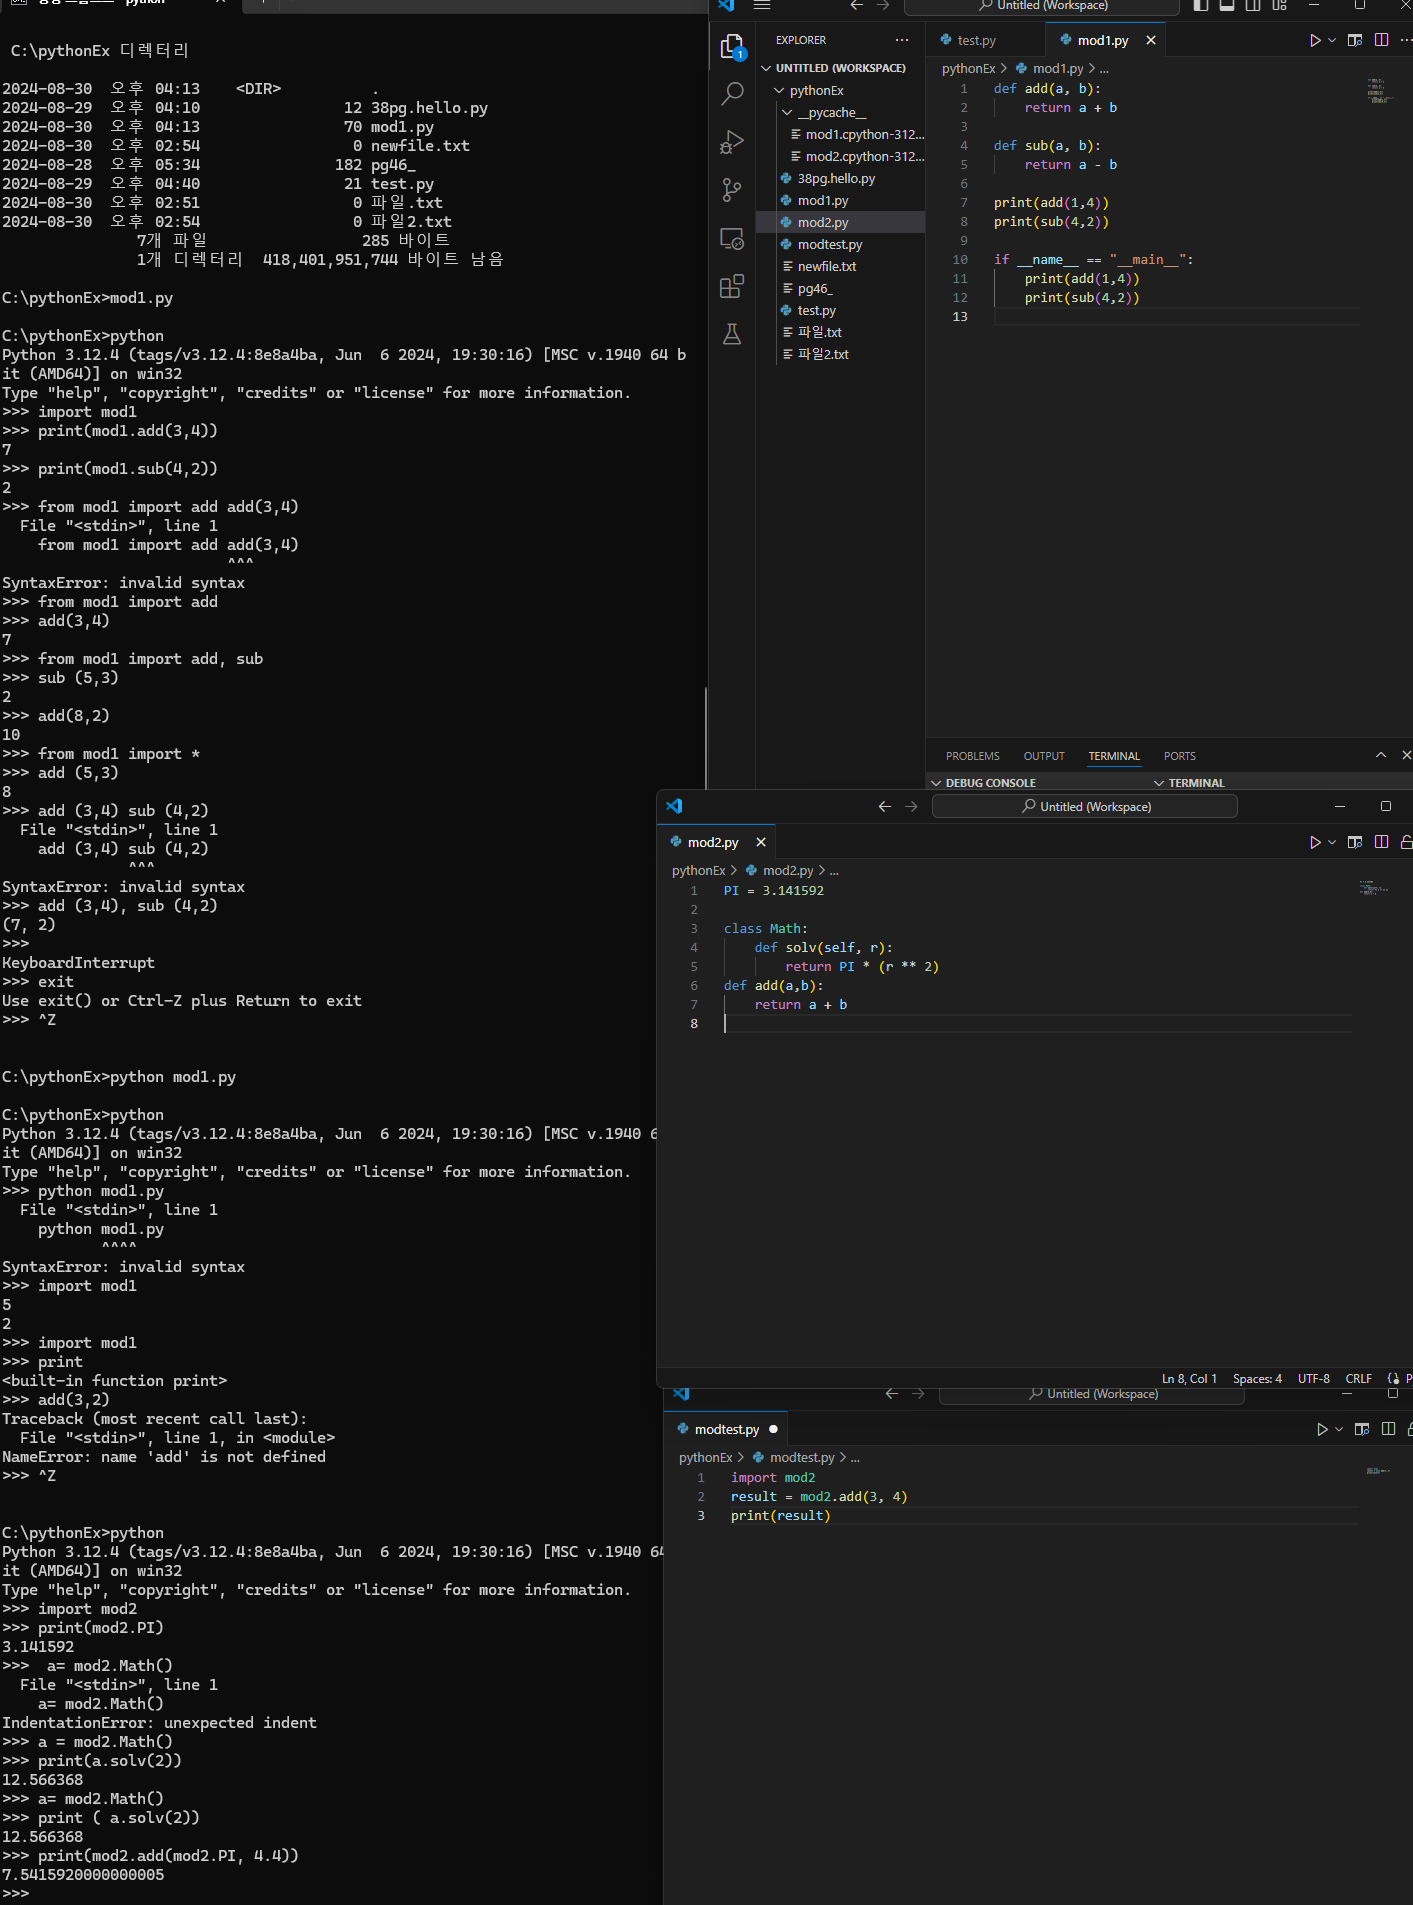 C:\pythonEx 디렉터리
2024-08-30  오후 04:13    <DIR>          .
2024-08-29  오후 04:10                12 38pg.hello.py
2024-08-30  오후 04:13                70 mod1.py
2024-08-30  오후 02:54                 0 newfile.txt
2024-08-28  오후 05:34               182 pg46_
2024-08-29  오후 04:40                21 test.py
2024-08-30  오후 02:51                 0 파일.txt
2024-08-30  오후 02:54                 0 파일2.txt
7개 파일                 285 바이트
1개 디렉터리  418,401,951,744 바이트 남음
C:\pythonEx>mod1.py
C:\pythonEx>python
Python 3.12.4 (tags/v3.12.4:8e8a4ba, Jun  6 2024, 19:30:16) [MSC v.1940 64 b
it (AMD64)] on win32
Type "help", "copyright", "credits" or "license" for more information.
>>> import mod1
>>> print(mod1.add(3,4))
7
>>> print(mod1.sub(4,2))
2
>>> from mod1 import add add(3,4)
  File "<stdin>", line 1
    from mod1 import add add(3,4)
                         ^^^
SyntaxError: invalid syntax
>>> from mod1 import add
>>> add(3,4)
7
>>> from mod1 import add, sub
>>> sub (5,3)
2
>>> add(8,2)
10
>>> from mod1 import *
>>> add (5,3)
8
>>> add (3,4) sub (4,2)
  File "<stdin>", line 1
    add (3,4) sub (4,2)
              ^^^
SyntaxError: invalid syntax
>>> add (3,4), sub (4,2)
(7, 2)
>>>
KeyboardInterrupt
>>> exit
Use exit() or Ctrl-Z plus Return to exit
>>> ^Z
C:\pythonEx>python mod1.py
C:\pythonEx>python
Python 3.12.4 (tags/v3.12.4:8e8a4ba, Jun  6 2024, 19:30:16) [MSC v.1940 6
it (AMD64)] on win32
Type "help", "copyright", "credits" or "license" for more information.
>>> python mod1.py
  File "<stdin>", line 1
    python mod1.py
           ^^^^
SyntaxError: invalid syntax
>>> import mod1
5
2
>>> import mod1
>>> print
<built-in function print>
>>> add(3,2)
Traceback (most recent call last):
  File "<stdin>", line 1, in <module>
NameError: name 'add' is not defined
>>> ^Z
C:\pythonEx>python
Python 3.12.4 (tags/v3.12.4:8e8a4ba, Jun  6 2024, 19:30:16) [MSC v.1940 64
it (AMD64)] on win32
Type "help", "copyright", "credits" or "license" for more information.
>>> import mod2
>>> print(mod2.PI)
3.141592
>>>  a= mod2.Math()
  File "<stdin>", line 1
    a= mod2.Math()
IndentationError: unexpected indent
>>> a = mod2.Math()
>>> print(a.solv(2))
12.566368
>>> a= mod2.Math()
>>> print ( a.solv(2))
12.566368
>>> print(mod2.add(mod2.PI, 4.4))
7.5415920000000005
>>>
Untitled (Workspace)
1
EXPLORER
UNTITLED (WORKSPACE)
pythonEx
__pycache__
mod1.cpython-312...
mod2.cpython-312...
38pg.hello.py
mod1.py
mod2.py
modtest.py
newfile.txt
pg46_
test.py
파일.txt
파일2.txt
test.py  mod1.py
pythonEx > mod1.py > ...
1 def add(a, b):
2     return a + b
3
4 def sub(a, b):
5     return a - b
6
7 print(add(1,4))
8 print(sub(4,2))
9
10 if __name__ == "__main__":
11     print(add(1,4))
12     print(sub(4,2))
13
PROBLEMS  OUTPUT  TERMINAL  PORTS
DEBUG CONSOLE  TERMINAL
Untitled (Workspace)
mod2.py
pythonEx > mod2.py > ...
1 PI = 3.141592
2
3 class Math:
4     def solv(self, r):
5         return PI * (r ** 2)
6 def add(a,b):
7     return a + b
8
Ln 8, Col 1  Spaces: 4  UTF-8  CRLF  P
Untitled (Workspace)
modtest.py
pythonEx > modtest.py > ...
1 import mod2
2 result = mod2.add(3, 4)
3 print(result)